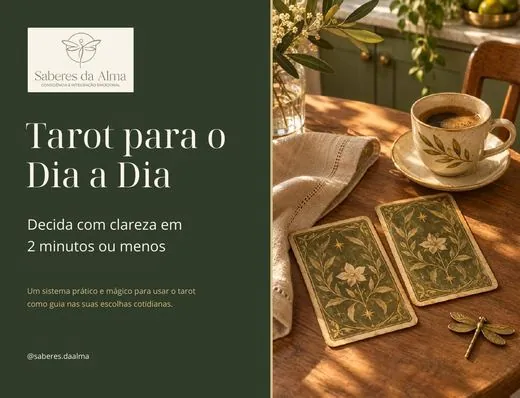 Saberes da Alma
CONSCIÊNCIA & INTEGRAÇÃO EMOCIONAL
Tarot para o
Dia a Dia
Decida com clareza em
2 minutos ou menos
Um sistema prático e mágico para usar o tarot
como guia nas suas escolhas cotidianas.
@saberes.daalma